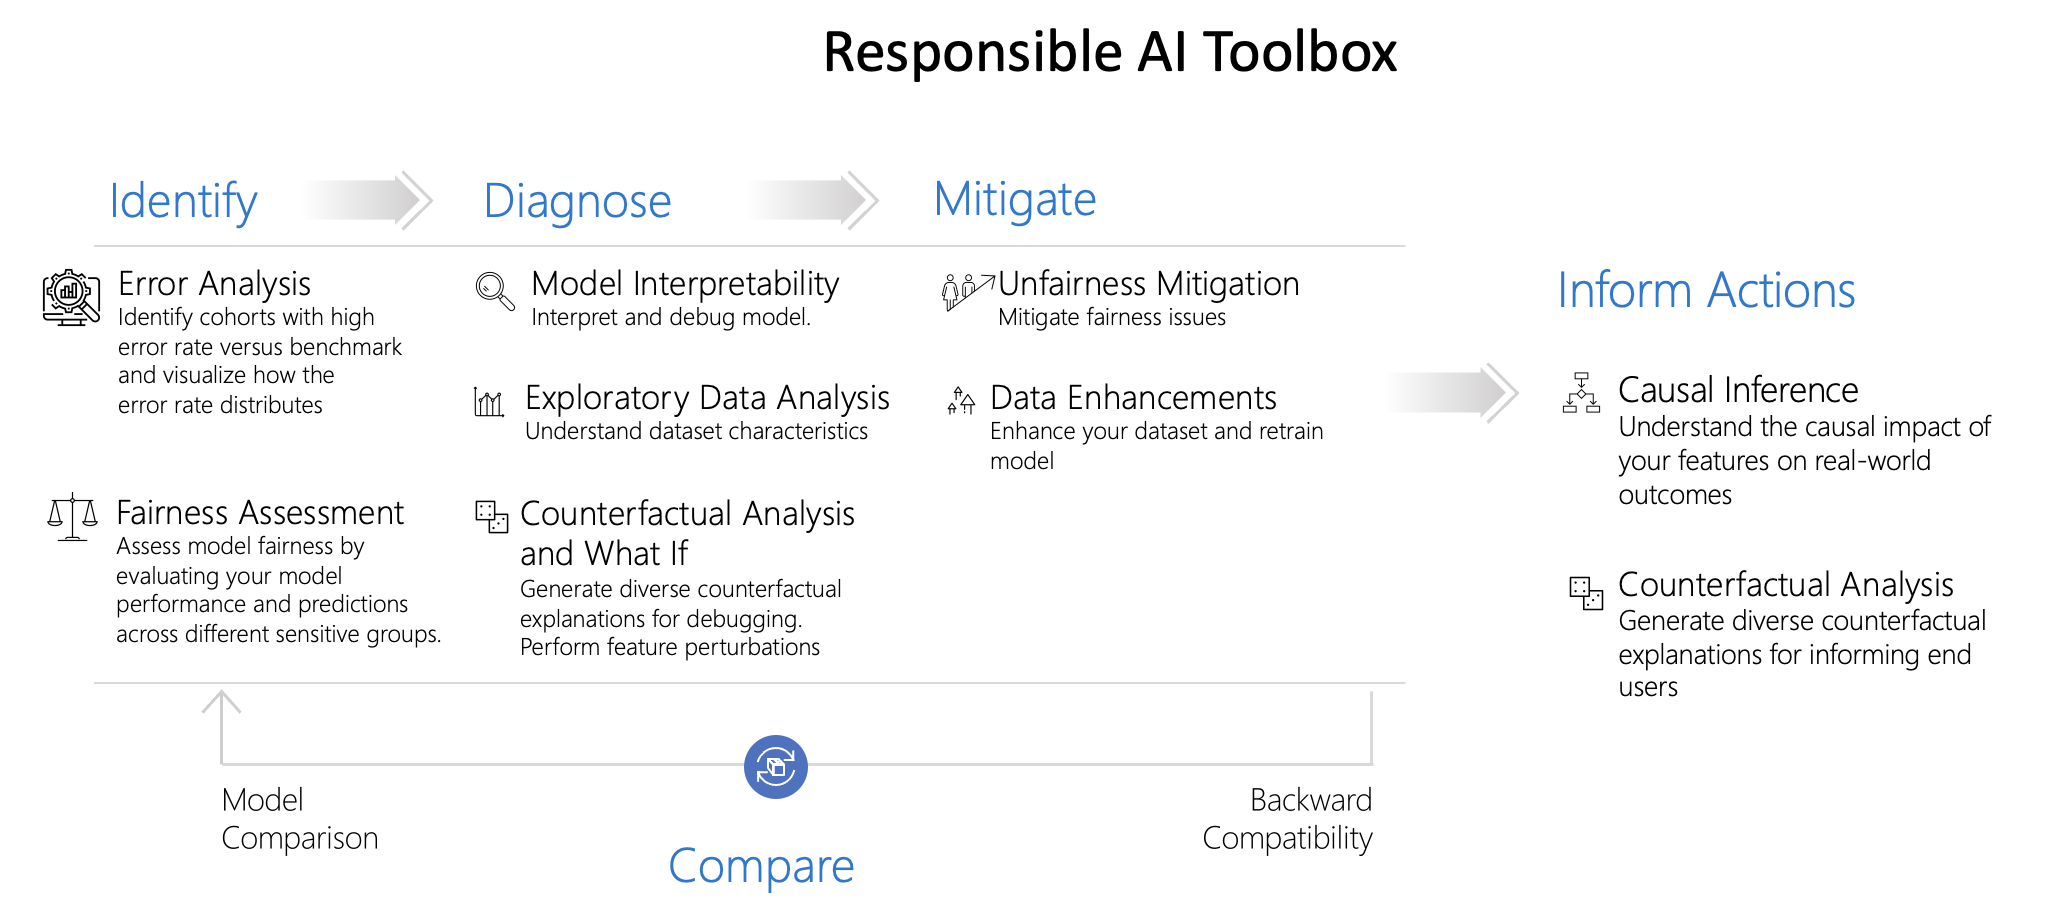 Responsible AI Toolbox
Identify
Diagnose
Mitigate
Error Analysis
Identify cohorts with high
error rate versus benchmark
and visualize how the
error rate distributes
Fairness Assessment
Assess model fairness by
evaluating your model
performance and predictions
across different sensitive groups.
Model Interpretability
Interpret and debug model.
Exploratory Data Analysis
Understand dataset characteristics
Counterfactual Analysis
and What If
Generate diverse counterfactual
explanations for debugging.
Perform feature perturbations
Unfairness Mitigation
Mitigate fairness issues
Data Enhancements
Enhance your dataset and retrain
model
Inform Actions
Causal Inference
Understand the causal impact of
your features on real-world
outcomes
Counterfactual Analysis
Generate diverse counterfactual
explanations for informing end
users
Model
Comparison
Compare
Backward
Compatibility